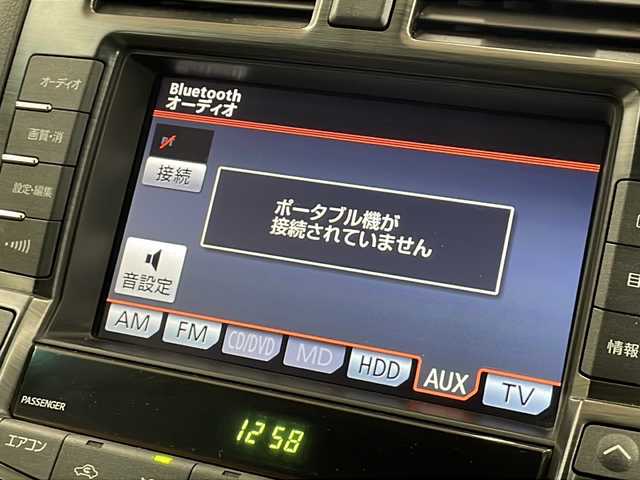 オーディオ
画質・消
設定・編集
Bluetooth
オーディオ
BT
接続
ポータブル機が
接続されていません
音設定
AM
FM
CD/DVD
MD
HDD
AUX
TV
情報
PASSENGER
エアコン
12:58